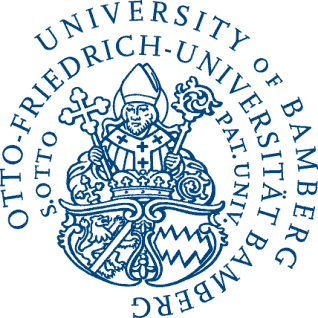 UNIVERSITY OF BAMBERG
OTTO-FRIEDRICH-UNIVERSITÄT BAMBERG
S. OTTO
PAT. UNIV.